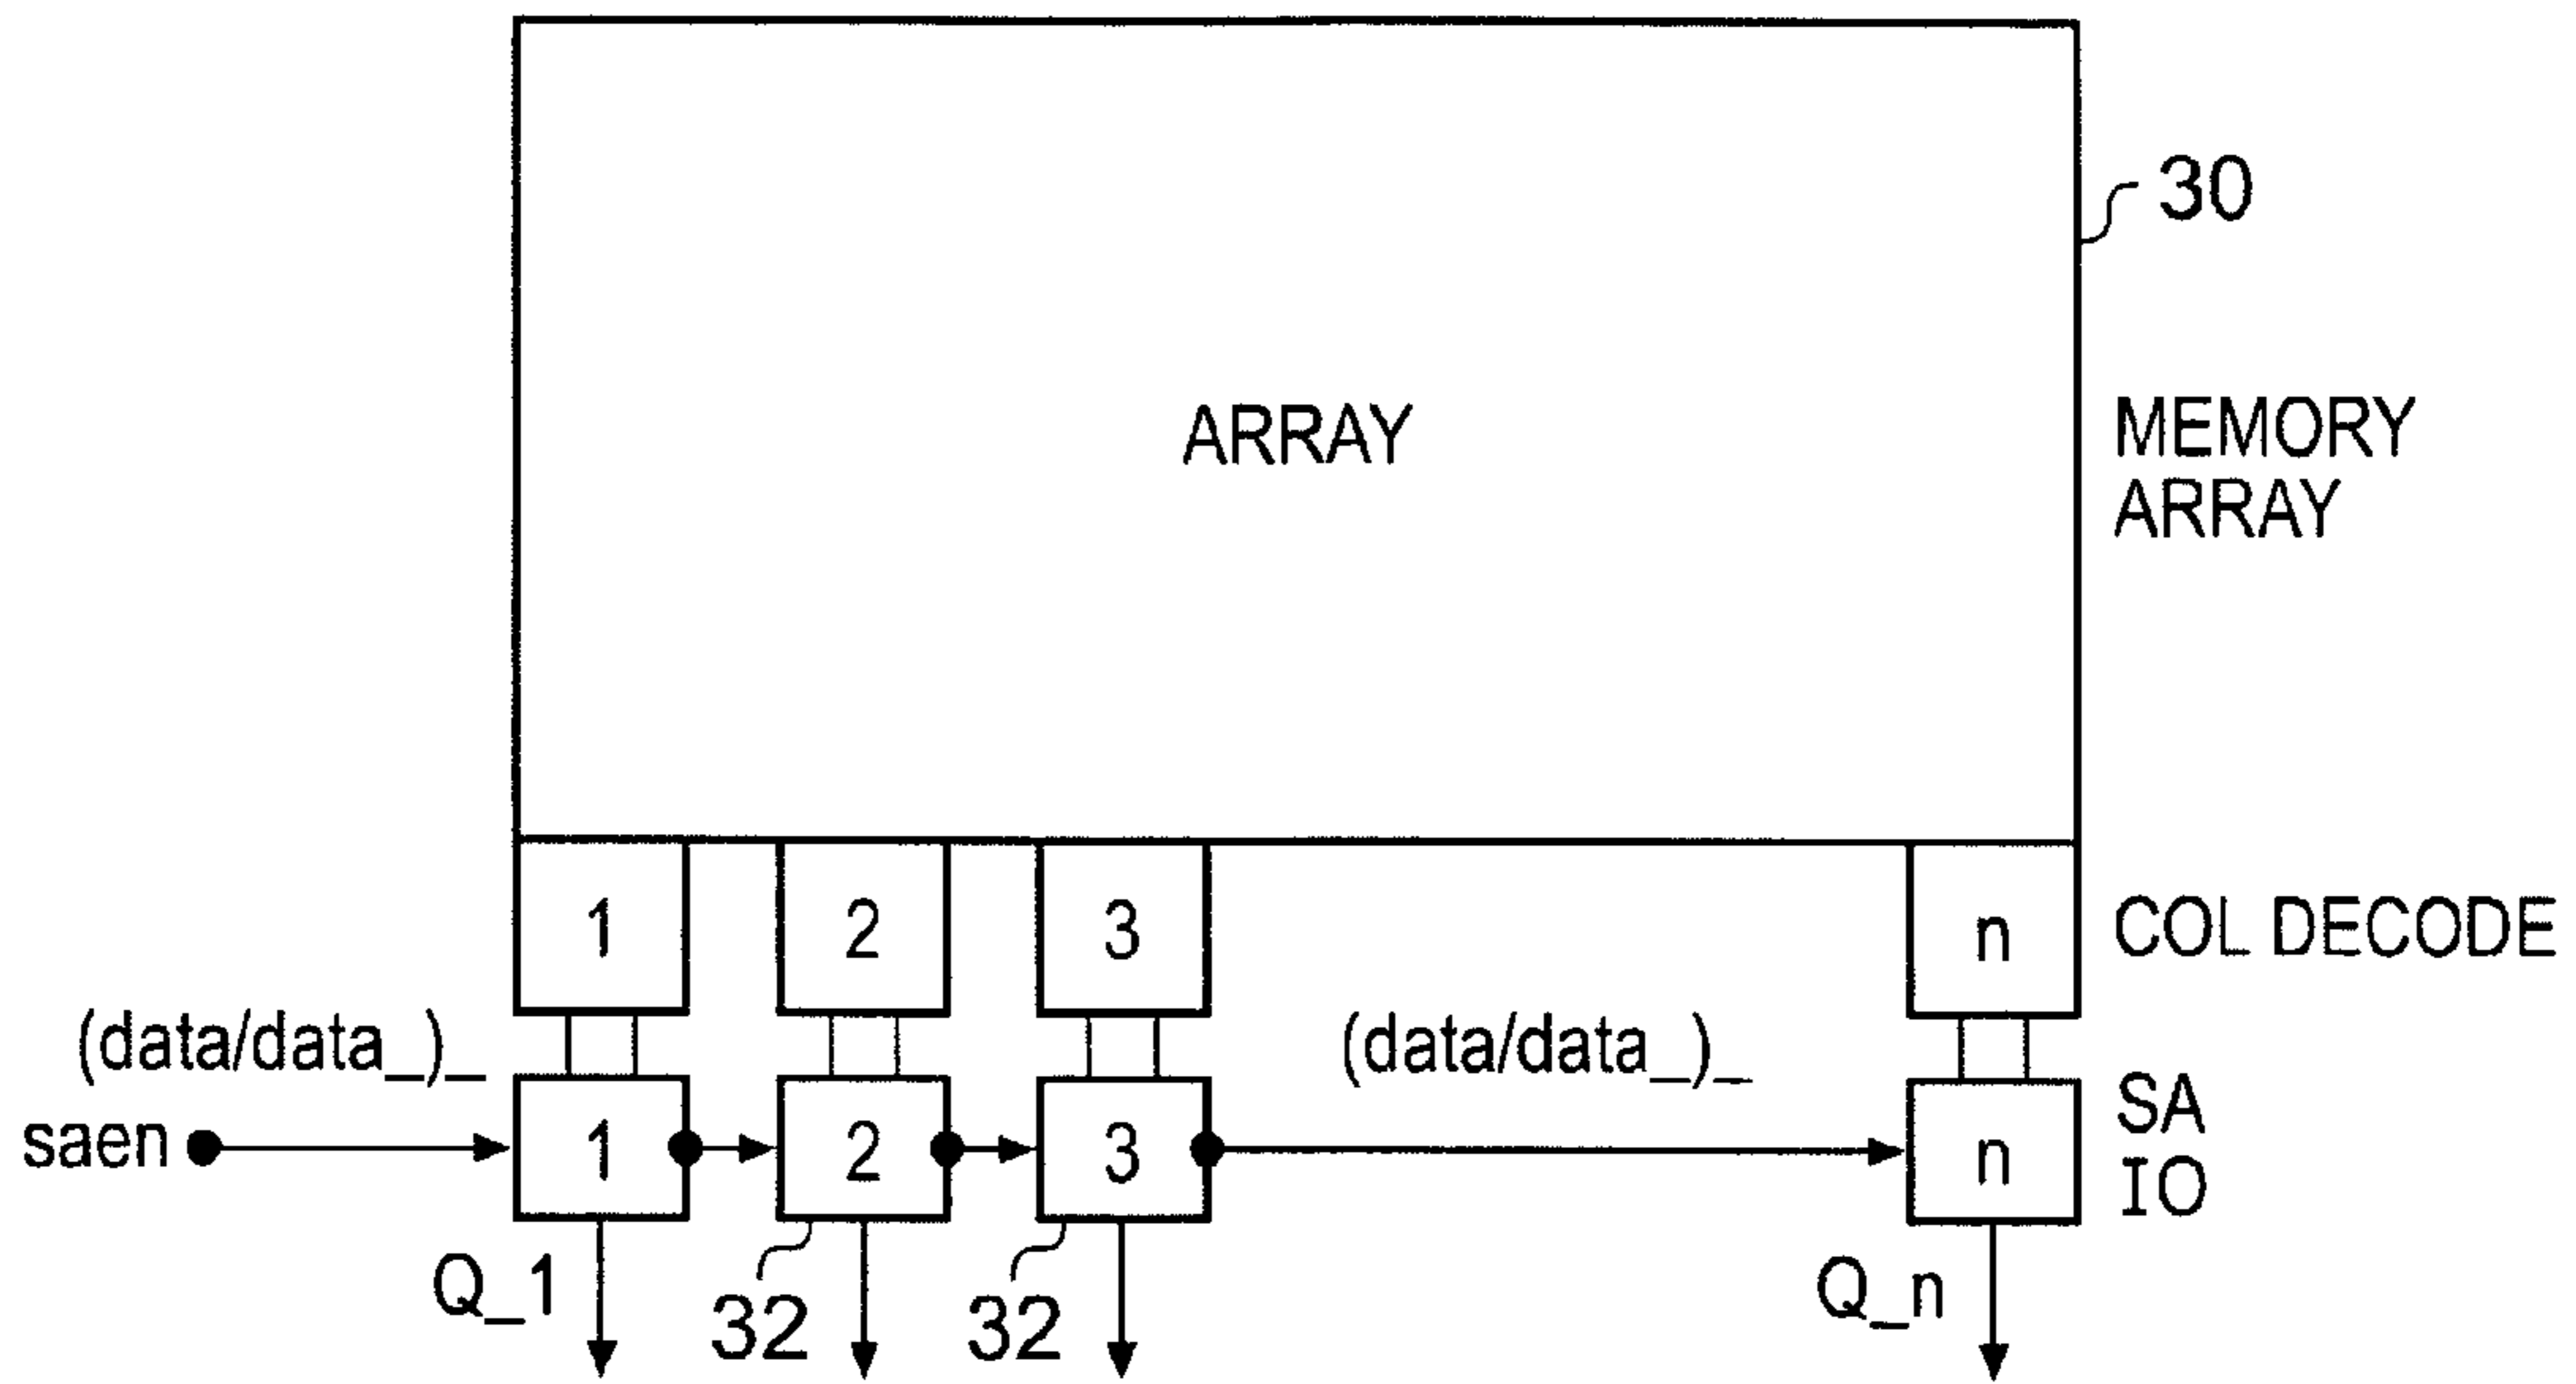 30
ARRAY
MEMORY
ARRAY
1
2
3
n
COL DECODE
(data/data_)_
(data/data_)_
saen
1
2
3
n
SA
IO
Q_1
32
32
Q_n